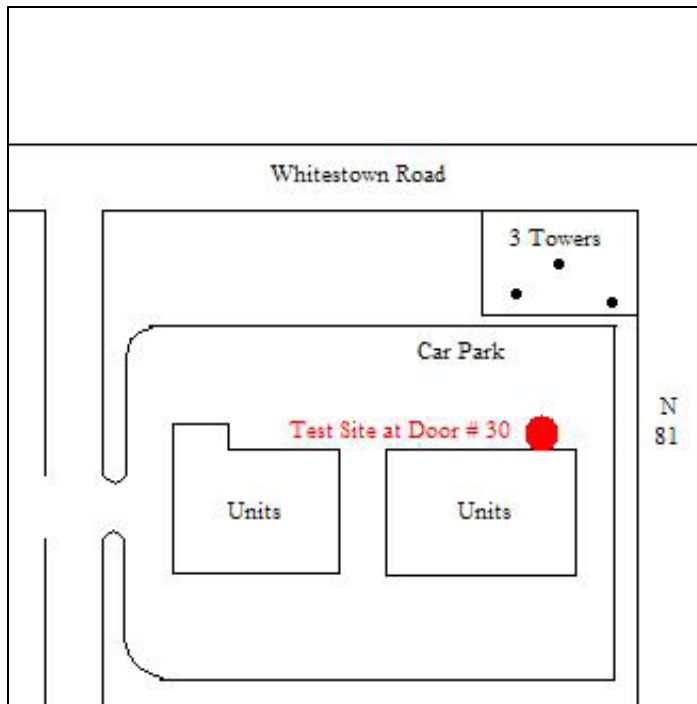 Whitestown Road
3 Towers
Car Park
N
81
Test Site at Door # 30
Units
Units